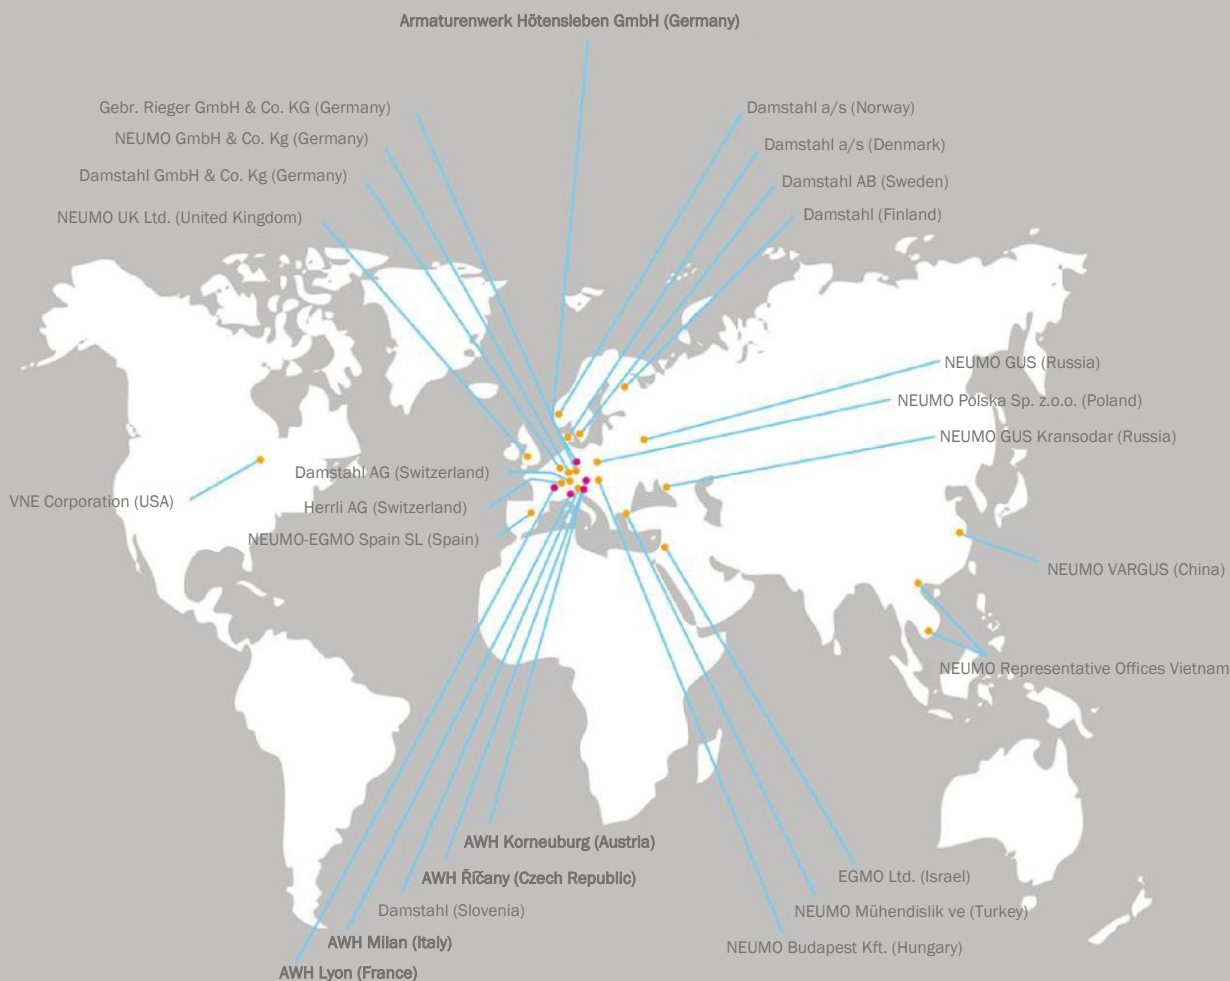 Armaturenwerk Hötensleben GmbH (Germany)
Gebr. Rieger GmbH & Co. KG (Germany)
NEUMO GmbH & Co. Kg (Germany)
Damstahl GmbH & Co. Kg (Germany)
NEUMO UK Ltd. (United Kingdom)
Damstahl a/s (Norway)
Damstahl a/s (Denmark)
Damstahl AB (Sweden)
Damstahl (Finland)
NEUMO GUS (Russia)
NEUMO Polska Sp. z.o.o. (Poland)
NEUMO GUS Kransodar (Russia)
Damstahl AG (Switzerland)
VNE Corporation (USA)
Herrli AG (Switzerland)
NEUMO-EGMO Spain SL (Spain)
NEUMO VARGUS (China)
NEUMO Representative Offices Vietnam
AWH Korneuburg (Austria)
AWH Říčany (Czech Republic)
Damstahl (Slovenia)
AWH Milan (Italy)
AWH Lyon (France)
EGMO Ltd. (Israel)
NEUMO Mühendislik ve (Turkey)
NEUMO Budapest Kft. (Hungary)